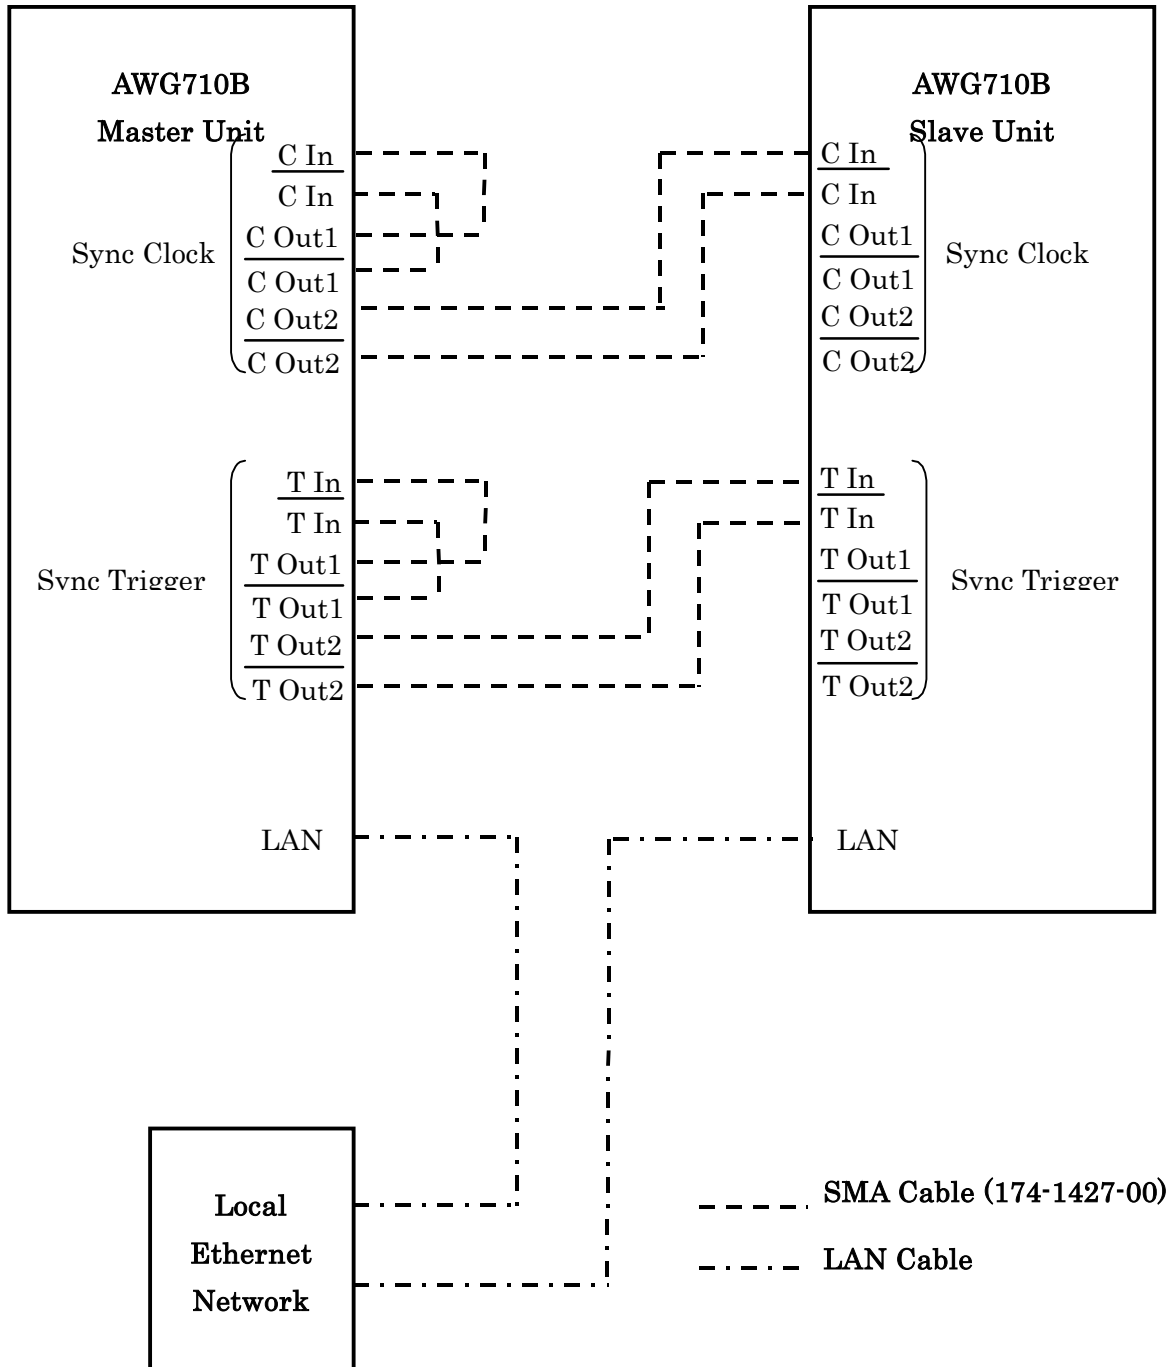 AWG710B
Master Unit
C In
C In
C Out1
C Out1
C Out2
C Out2
Sync Clock
T In
T In
T Out1
T Out1
T Out2
T Out2
Sync Trigger
LAN
AWG710B
Slave Unit
C In
C In
C Out1
C Out1
C Out2
C Out2
Sync Clock
T In
T In
T Out1
T Out1
T Out2
T Out2
Sync Trigger
LAN
Local
Ethernet
Network
SMA Cable (174-1427-00)
LAN Cable